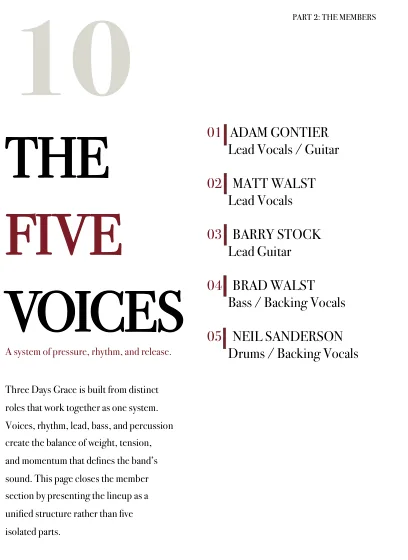 PART 2: THE MEMBERS
10
THE
FIVE
VOICES
A system of pressure, rhythm, and release.
Three Days Grace is built from distinct
roles that work together as one system.
Voices, rhythm, lead, bass, and percussion
create the balance of weight, tension,
and momentum that defines the band's
sound. This page closes the member
section by presenting the lineup as a
unified structure rather than five
isolated parts.
01 ADAM GONTIER
Lead Vocals / Guitar
02 MATT WALST
Lead Vocals
03 BARRY STOCK
Lead Guitar
04 BRAD WALST
Bass / Backing Vocals
05 NEIL SANDERSON
Drums / Backing Vocals